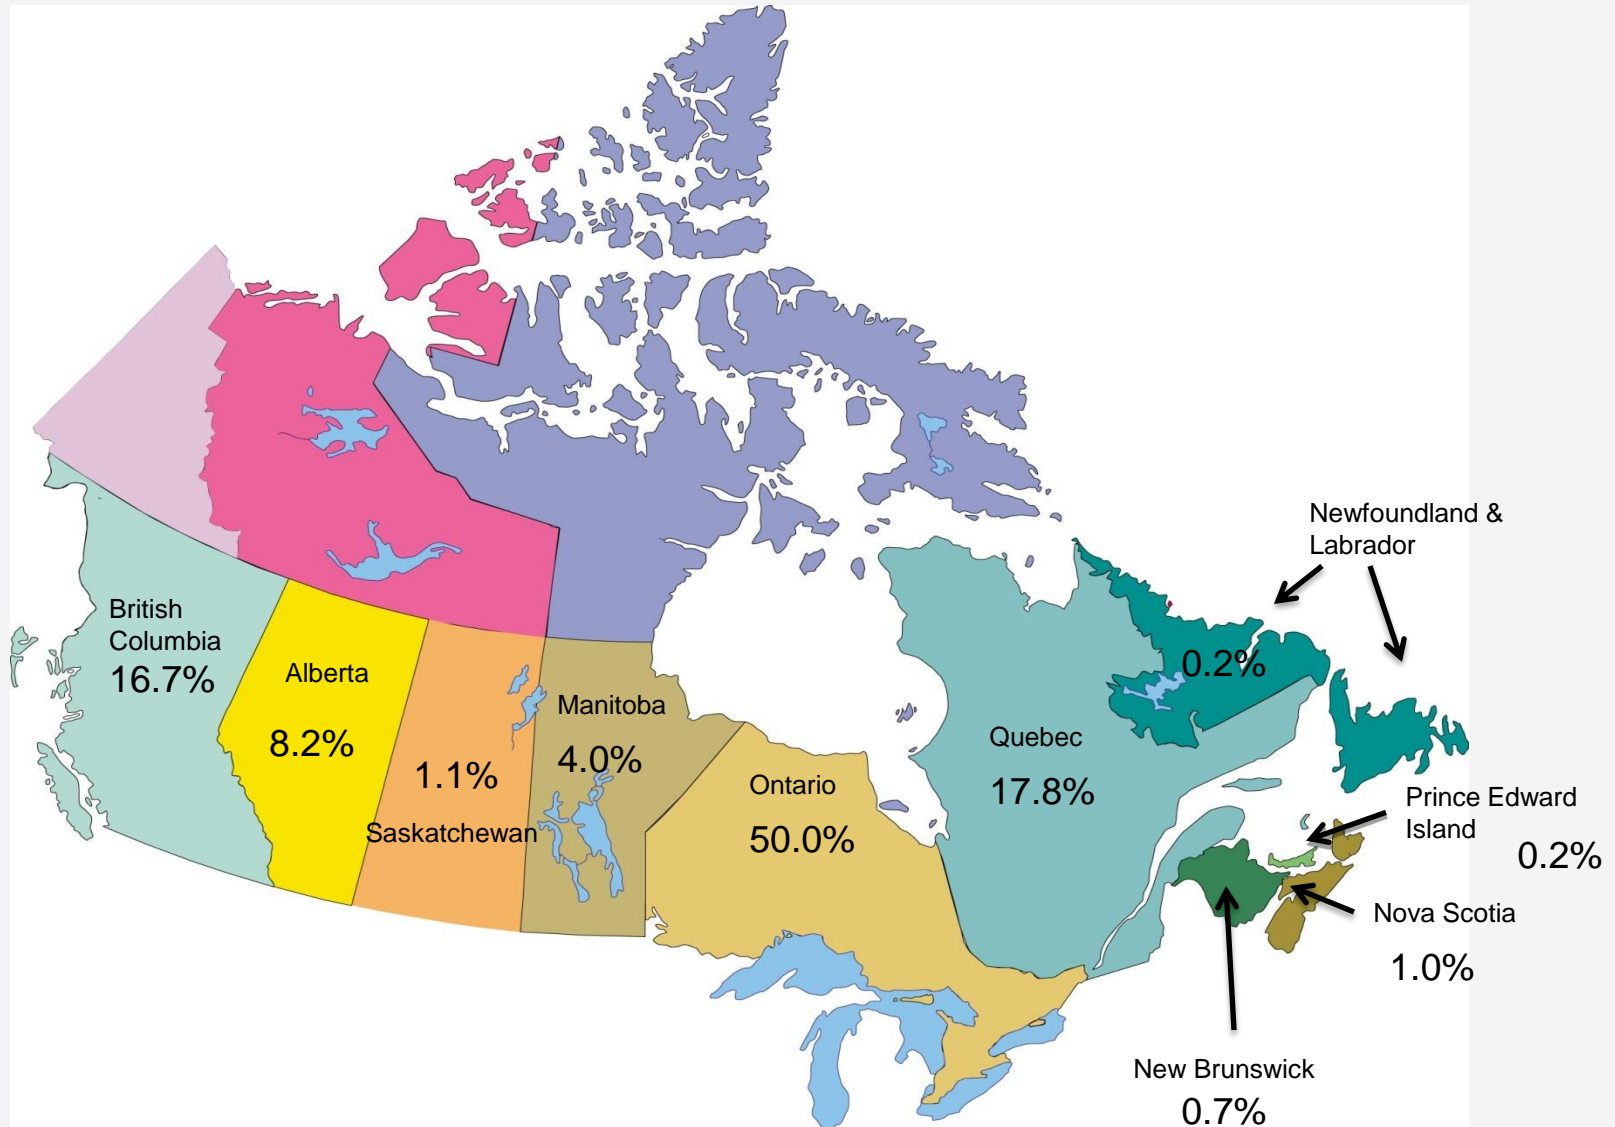 Newfoundland &
Labrador
0.2%
British
Columbia
16.7%
Alberta
8.2%
1.1%
Saskatchewan
Manitoba
4.0%
Ontario
50.0%
Quebec
17.8%
Prince Edward
Island
0.2%
Nova Scotia
1.0%
New Brunswick
0.7%